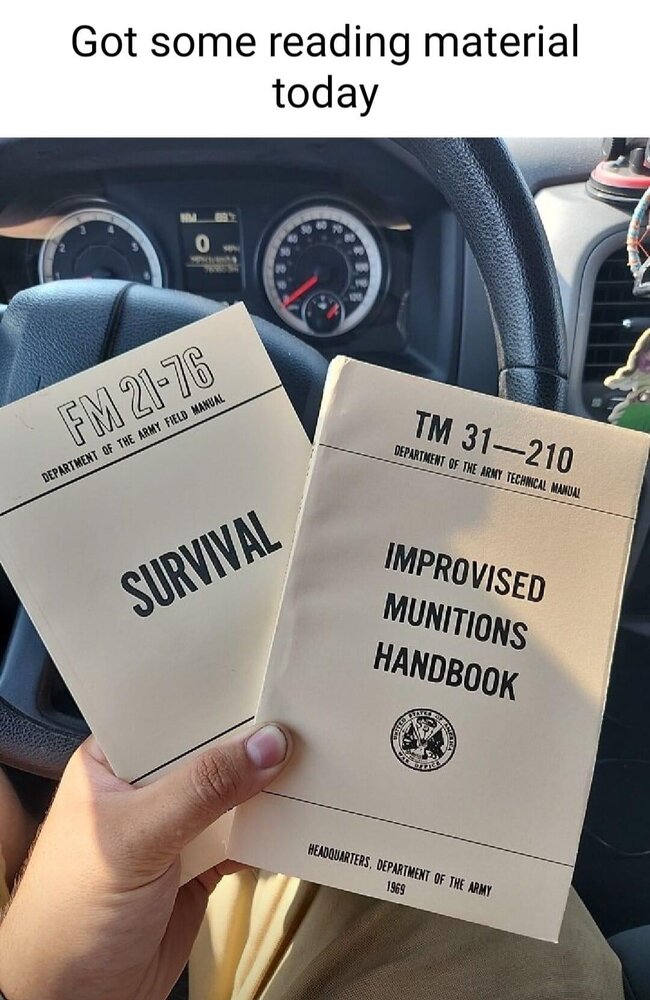 Got some reading material
today
0
FM 21-76
DEPARTMENT OF THE ARMY FIELD MANUAL
SURVIVAL
TM 31—210
DEPARTMENT OF THE ARMY TECHNICAL MANUAL
IMPROVISED
MUNITIONS
HANDBOOK
HEADQUARTERS, DEPARTMENT OF THE ARMY
1969